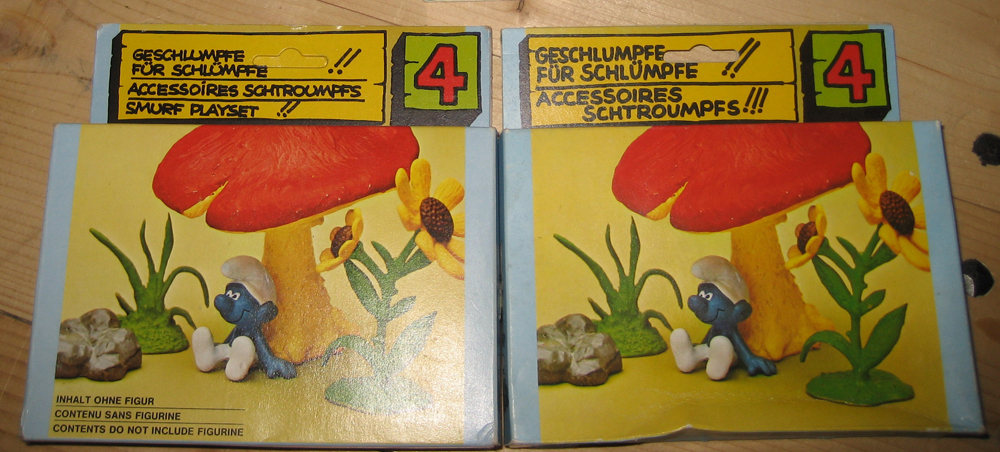 GESCHLUMPFE
FÜR SCHLÜMPFE !!
ACCESSOIRES SCHTROUMPFS
SMURF PLAYSET !!
4
INHALT OHNE FIGUR
CONTENU SANS FIGURINE
CONTENTS DO NOT INCLUDE FIGURINE
GESCHLUMPFE
FÜR SCHLÜMPFE !!
ACCESSOIRES
SCHTROUMPFS!!!
4